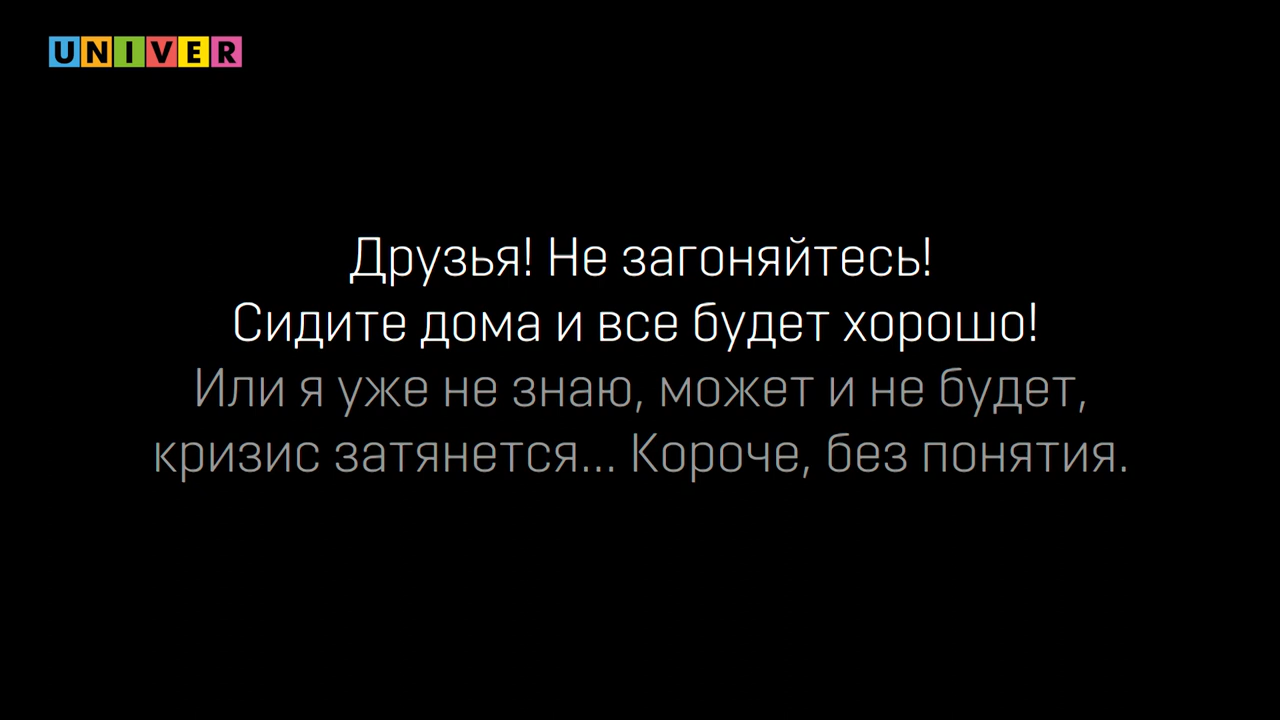 UNIVER
Друзья! Не загоняйтесь!
Сидите дома и все будет хорошо!
Или я уже не знаю, может и не будет,
кризис затянется... Короче, без понятия.